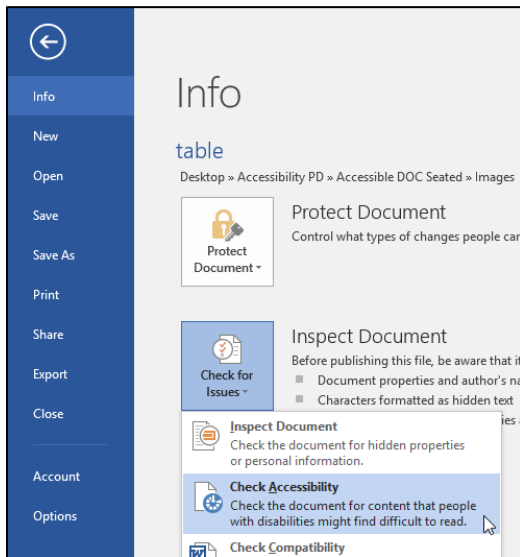 Info
New
Open
Save
Save As
Print
Share
Export
Close
Account
Options
Info
table
Desktop » Accessibility PD » Accessible DOC Seated » Images
Protect
Document
Protect Document
Control what types of changes people can
Check for
Issues
Inspect Document
Before publishing this file, be aware that it
Document properties and author's
Characters formatted as hidden text
Inspect Document
Check the document for hidden properties
or personal information.
Check Accessibility
Check the document for content that people
with disabilities might find difficult to read.
Check Compatibility